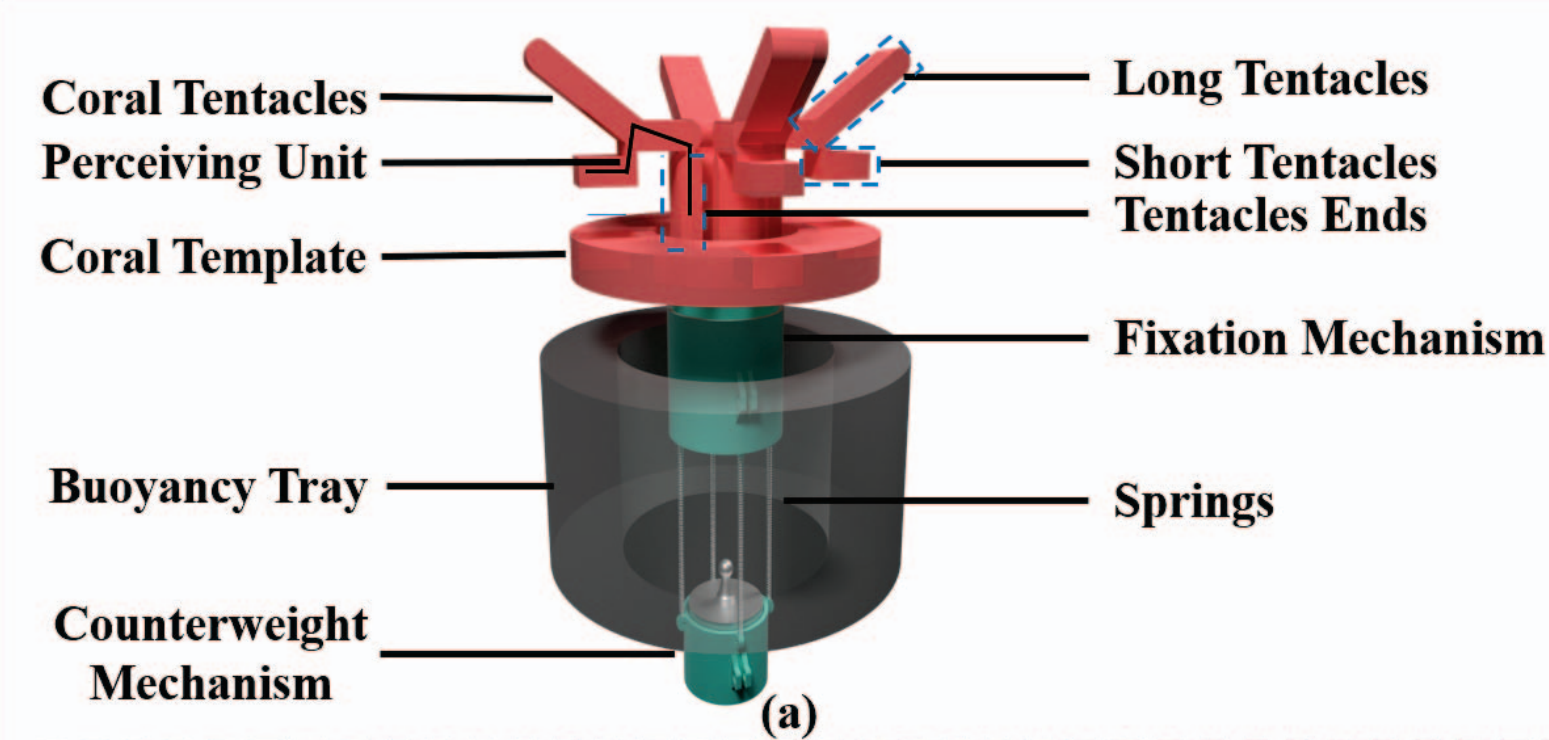 Coral Tentacles
Perceiving Unit
Coral Template
Buoyancy Tray
Counterweight
Mechanism
Long Tentacles
Short Tentacles
Tentacles Ends
Fixation Mechanism
Springs
(a)